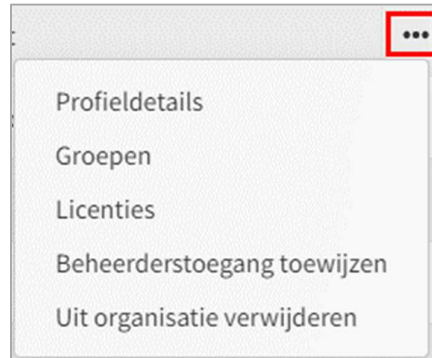 •••
Profieldetails
Groepen
Licenties
Beheerderstoegang toewijzen
Uit organisatie verwijderen